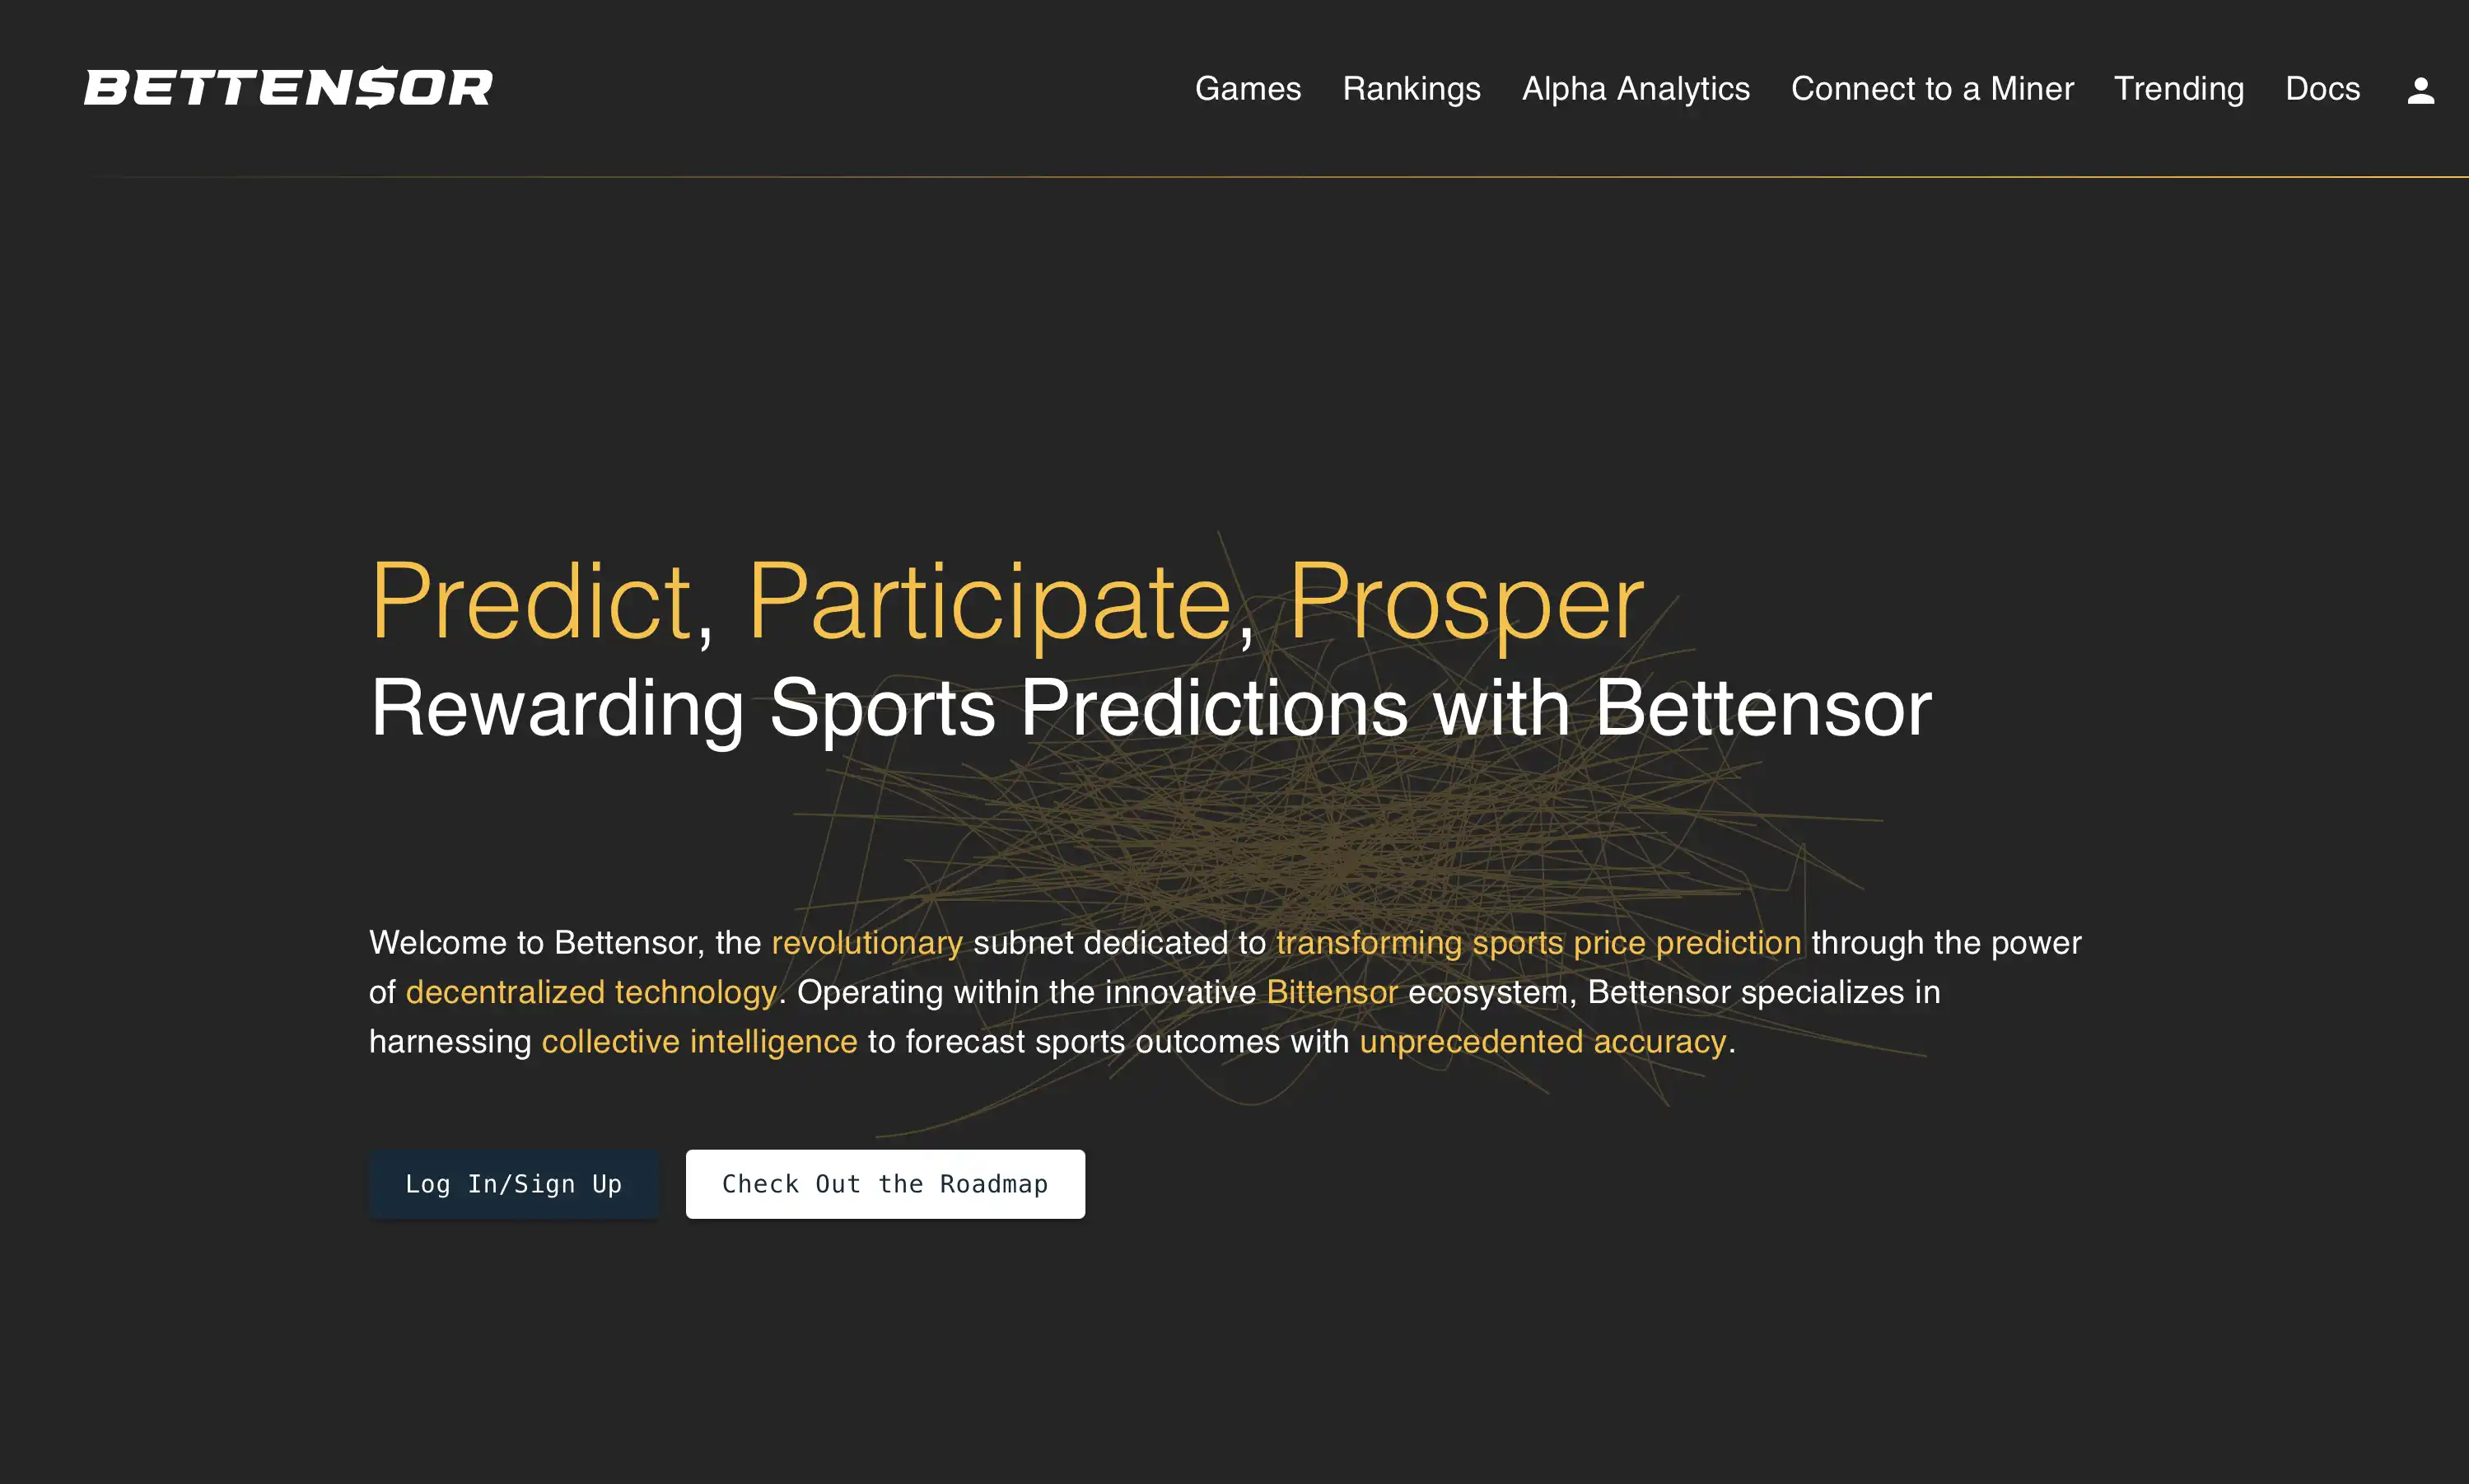 BETTENSOR
Games Rankings Alpha Analytics Connect to a Miner Trending Docs
Predict, Participate, Prosper
Rewarding Sports Predictions with Bettensor
Welcome to Bettensor, the revolutionary subnet dedicated to transforming sports price prediction through the power
of decentralized technology. Operating within the innovative Bittensor ecosystem, Bettensor specializes in
harnessing collective intelligence to forecast sports outcomes with unprecedented accuracy.
Log In/Sign Up
Check Out the Roadmap